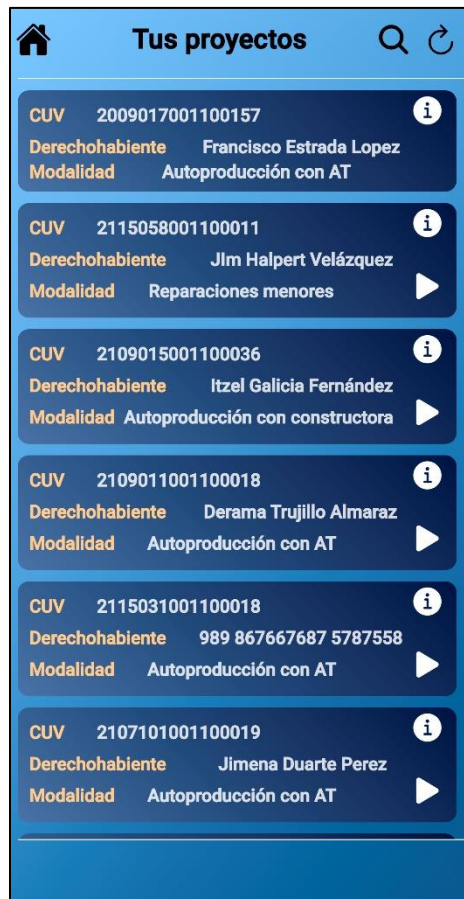 Tus proyectos
CUV 2009017001100157
Derechohabiente Francisco Estrada Lopez
Modalidad Autoproducción con AT
CUV 2115058001100011
Derechohabiente JIm Halpert Velázquez
Modalidad Reparaciones menores
CUV 2109015001100036
Derechohabiente Itzel Galicia Fernández
Modalidad Autoproducción con constructora
CUV 2109011001100018
Derechohabiente Derama Trujillo Almaraz
Modalidad Autoproducción con AT
CUV 2115031001100018
Derechohabiente 989 867667687 5787558
Modalidad Autoproducción con AT
CUV 2107101001100019
Derechohabiente Jimena Duarte Perez
Modalidad Autoproducción con AT